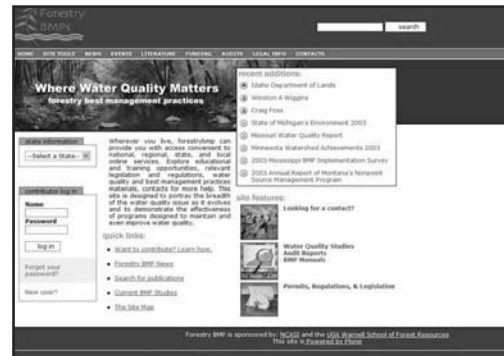 Forestry
BMPs
search
HOME SITE TOOLS NEWS EVENTS LITERATURE FUNDING AUDITS LEGAL INFO CONTACTS
Where Water Quality Matters
forestry best management practices
recent additions:
Idaho Department of Lands
Weston A Wiggins
Craig Foss
State of Michigan's Environment 2003
Missouri Water Quality Report
Minnesota Watershed Achievements 2003
2003 Mississippi BMP Implementation Survey
2003 Annual Report of Montana's Nonpoint
Source Management Program
state information
--Select a State--
contributor log in
Name
Password
log in
Forgot your
password?
New user?
Wherever you live, forestrybmp can
provide you with access convenient to
national, regional, state, and local
online services. Explore educational
and training opportunities, relevant
legislation and regulations, water
quality and best management practices
materials, contacts for more help. This
site is designed to portray the breadth
of the water quality issue as it evolves
and to demonstrate the effectiveness
of programs designed to maintain and
even improve water quality.
quick links:
Want to contribute? Learn how.
Forestry BMP News
Search for publications
Current BMP Studies
The Site Map
site features:
Looking for a contact?
Water Quality Studies
Audit Reports
BMP Manuals
Permits, Regulations, & Legislation
Forestry BMP is sponsored by: NCASI and the UGA Warnell School of Forest Resources
This site is Powered by Plone